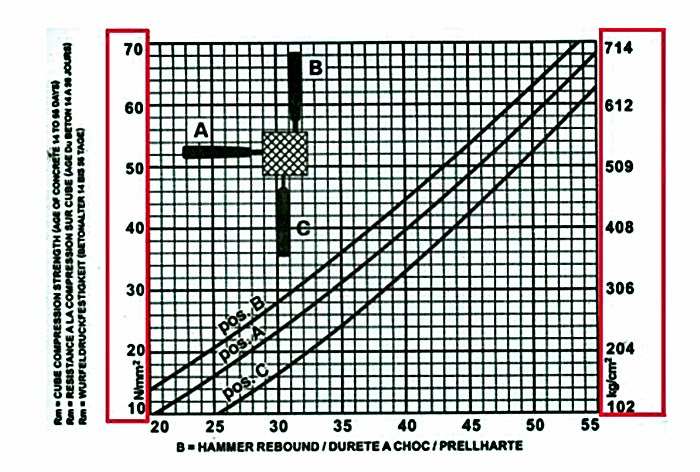 Rm = CUBE COMPRESSION STRENGTH (AGE OF CONCRETE 14 TO 56 DAYS)
Rm = RESISTANCE A LA COMPRESSION SUR CUBE (AGE DU BETON 14 A 56 JOURS)
Rm = WURFELDRUCKFESTIGKEIT (BETONALTER 14 BIS 56 TAGE)
70
60
50
40
30
20
10
N/mm²
B
A
C
pos. B
pos. A
pos. C
714
612
509
408
306
204
102
kg/cm²
20 25 30 35 40 45 50 55
B = HAMMER REBOUND / DURETE A CHOC / PRELLHARTE